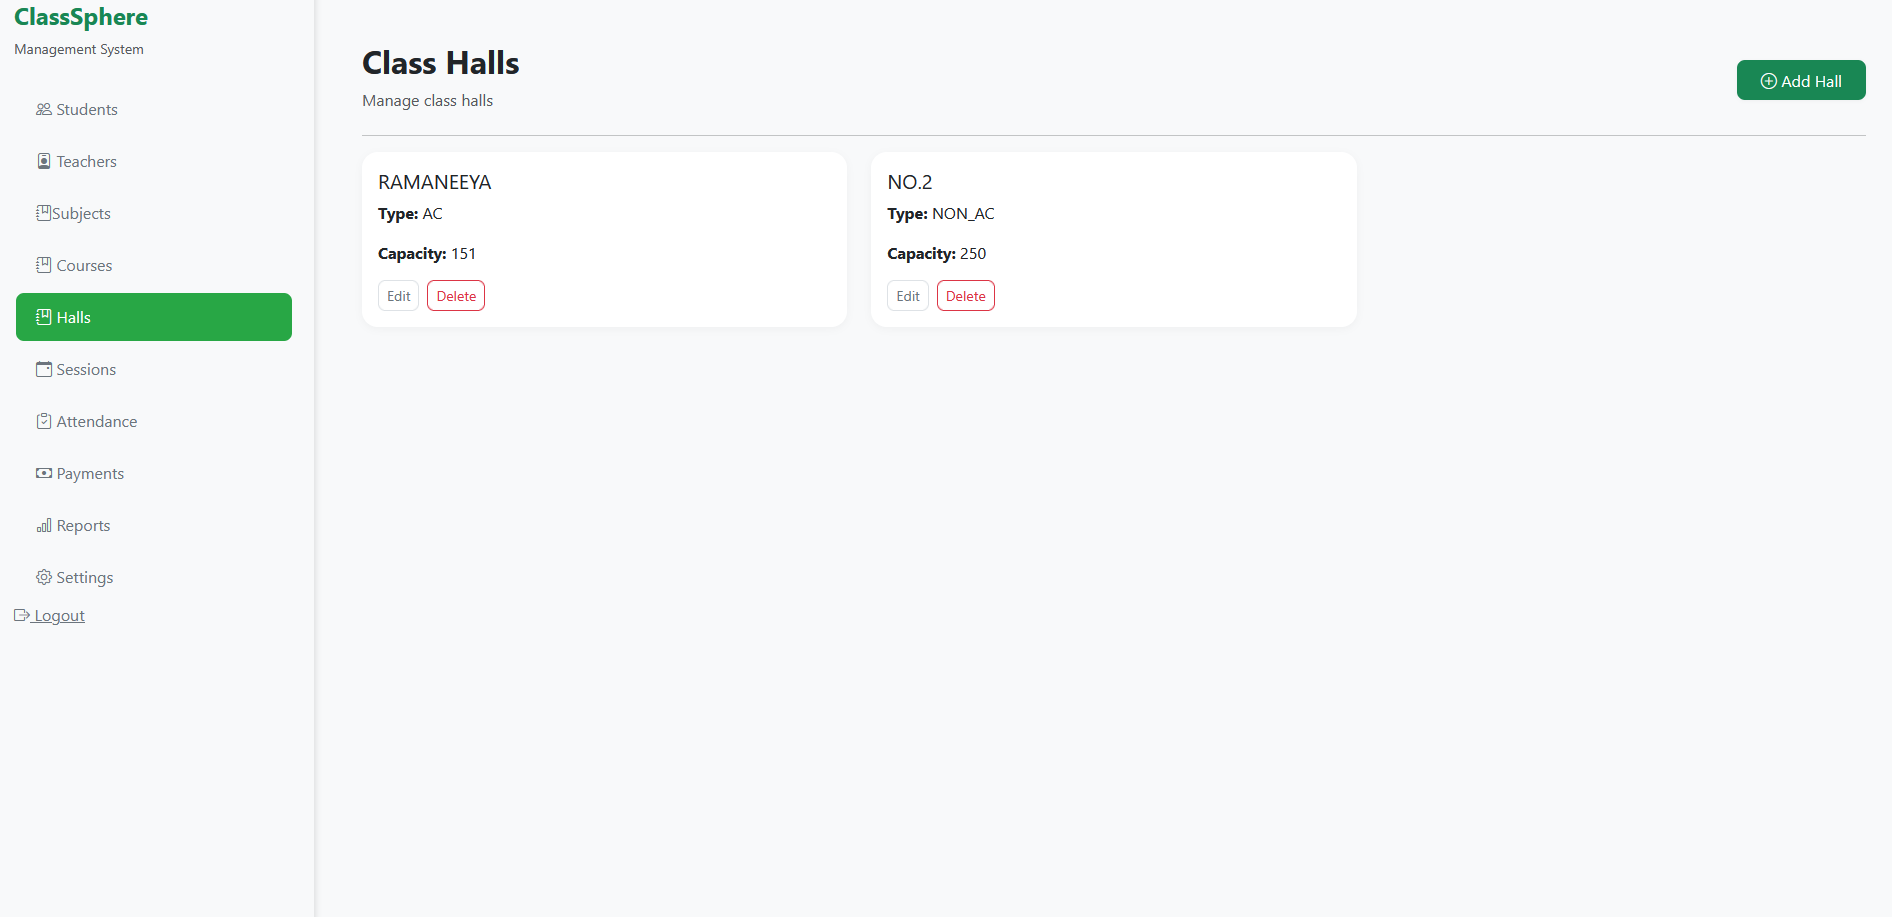 ClassSphere
Management System
Students
Teachers
Subjects
Courses
Halls
Sessions
Attendance
Payments
Reports
Settings
Logout
Class Halls
Manage class halls
Add Hall
RAMANEEYA
Type: AC
Capacity: 151
Edit Delete
NO.2
Type: NON_AC
Capacity: 250
Edit Delete